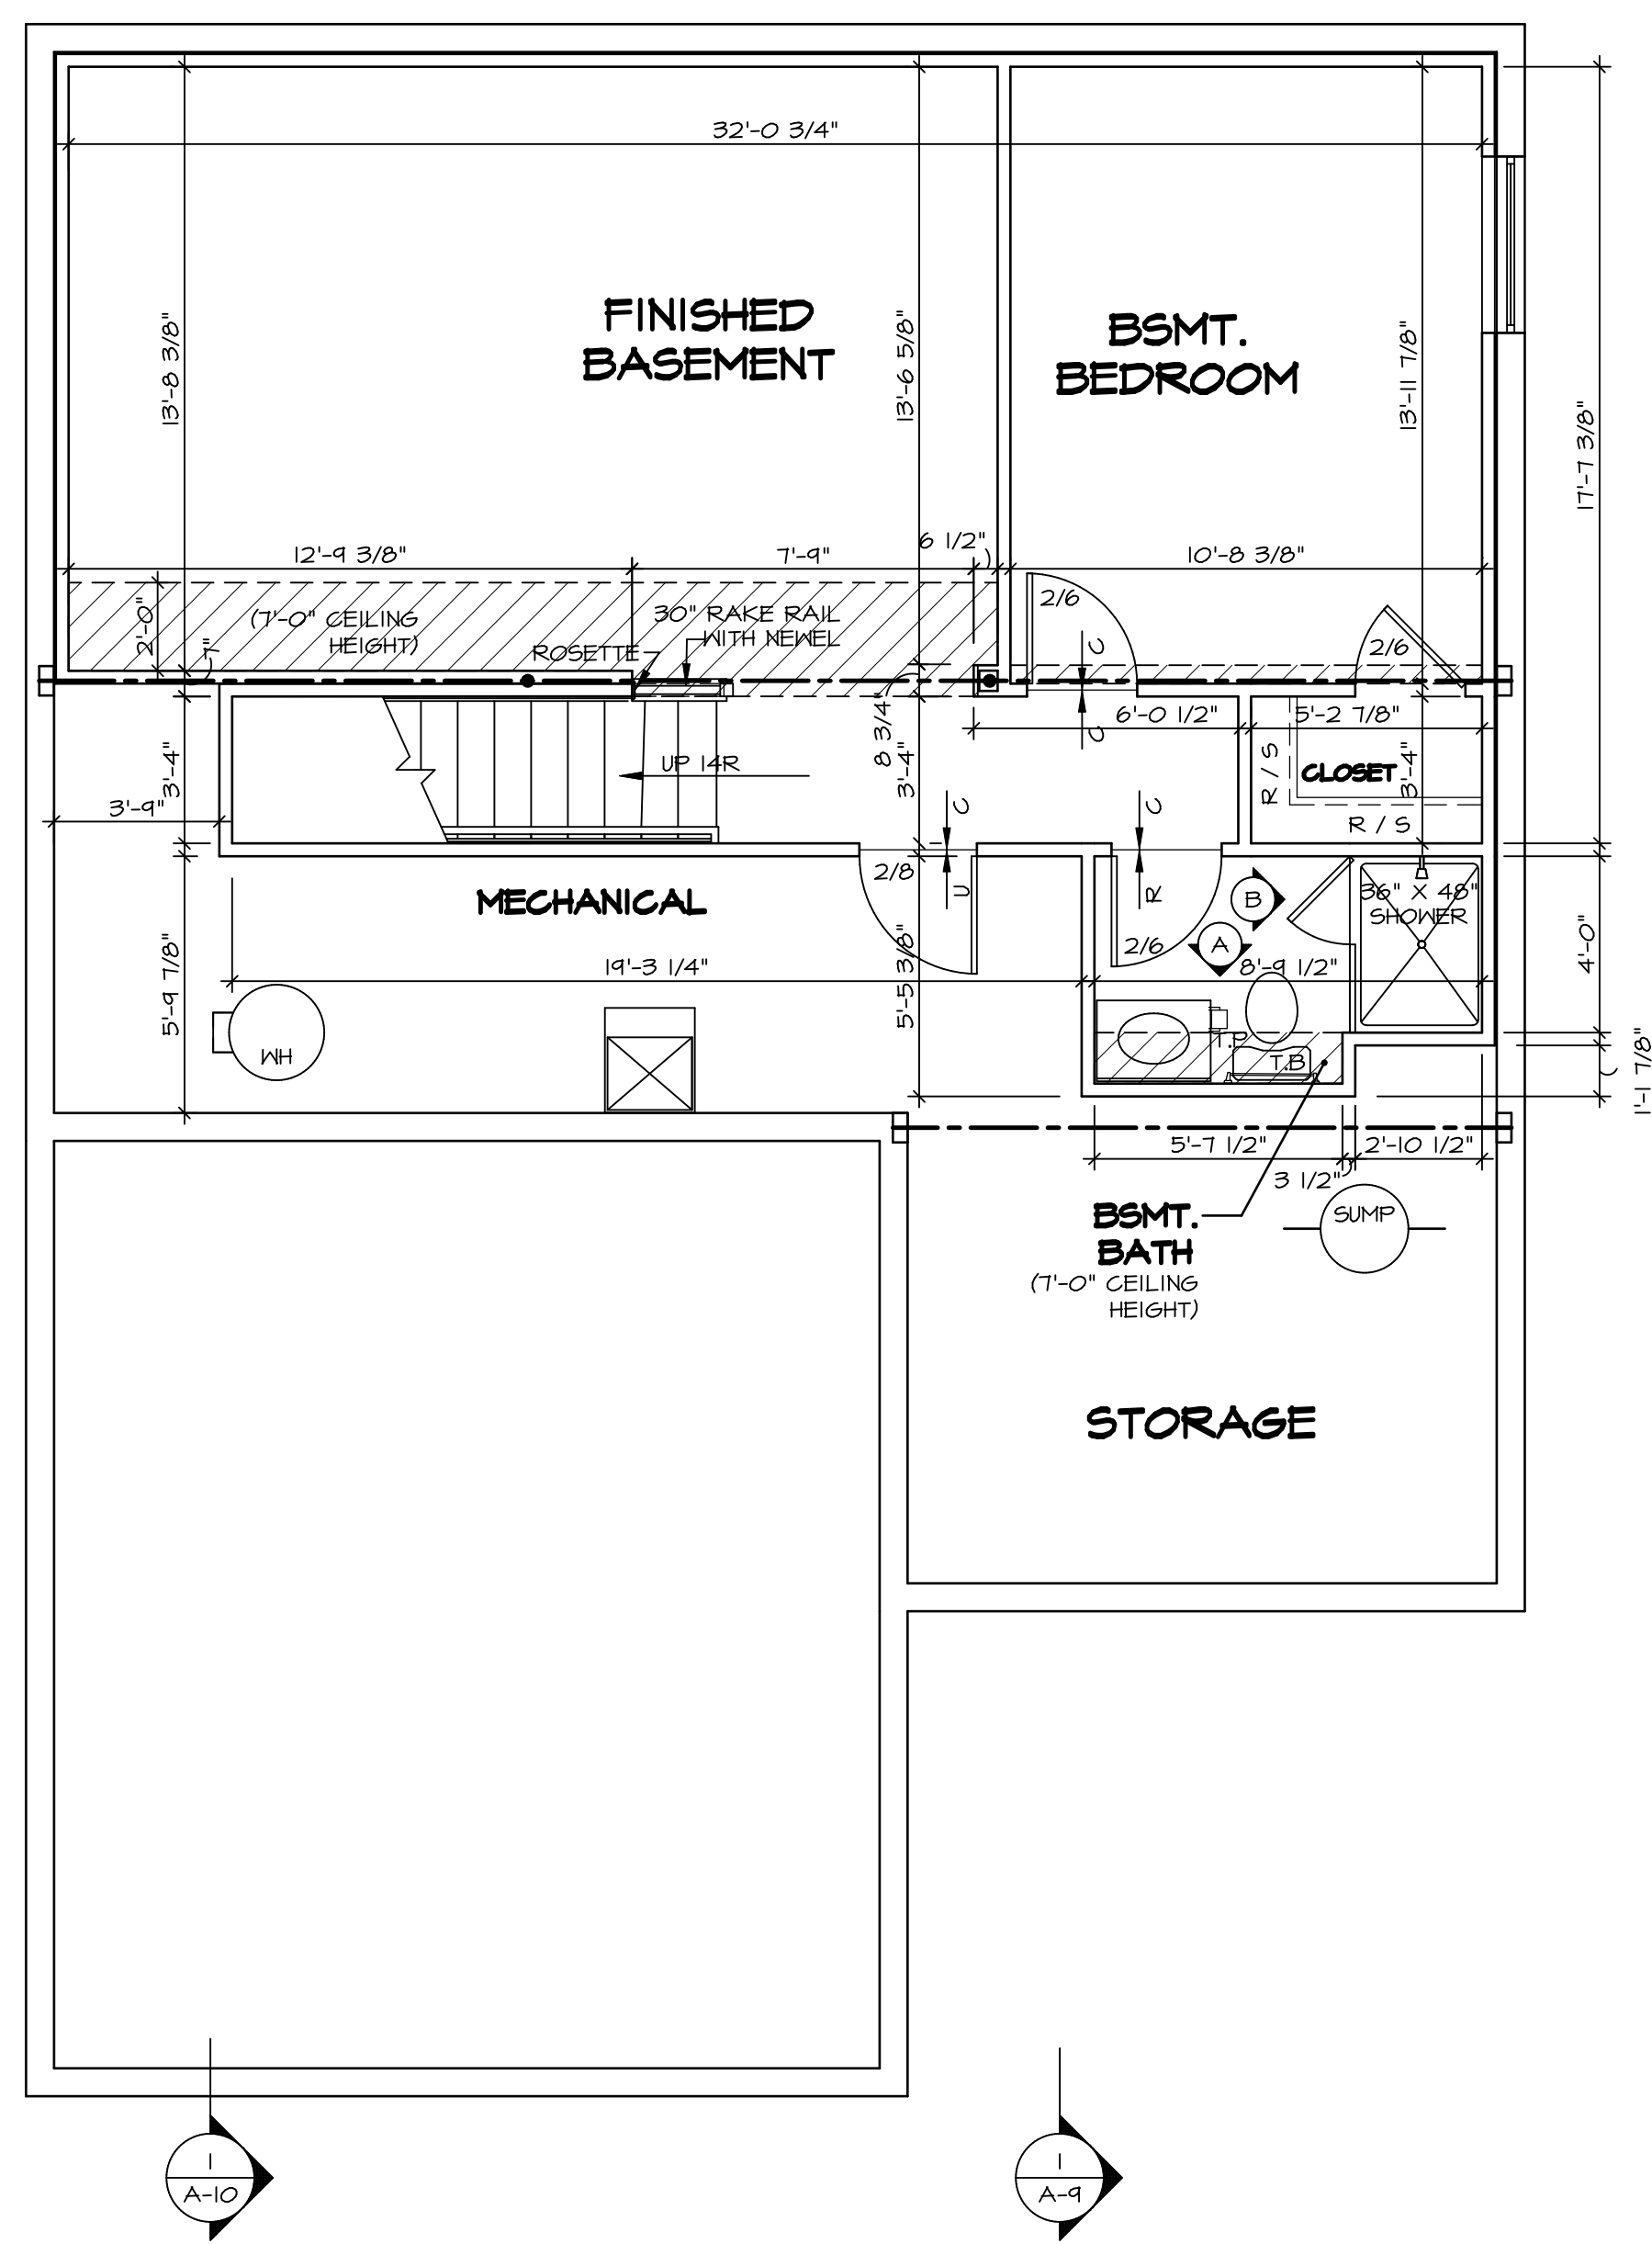 32'-0 3/4"
13'-8 3/8"
FINISHED
BASEMENT
13'-6 5/8"
BSMT.
BEDROOM
13'-11 7/8"
17'-7 3/8"
12'-9 3/8"
7'-9"
6 1/2"
10'-8 3/8"
2'-0"
7"
(7'-0" CEILING
HEIGHT)
30" RAKE RAIL
WITH NEWEL
ROSETTE
2/6
C
2/6
C
8 3/4"
6'-0 1/2"
5'-2 7/8"
3'-4"
UP 14R
3'-4"
R / S
CLOSET
3'-4"
R / S
3'-9"
C
C
2/8
U
R
MECHANICAL
B
36" X 48"
SHOWER
A
2/6
5'-9 7/8"
19'-3 1/4"
5'-5 3/8"
8'-9 1/2"
4'-0"
WH
T.P
T.B
1'-1 7/8"
5'-7 1/2"
2'-10 1/2"
3 1/2"
BSMT.
BATH
(7'-0" CEILING
HEIGHT)
SUMP
STORAGE
1
A-10
1
A-9